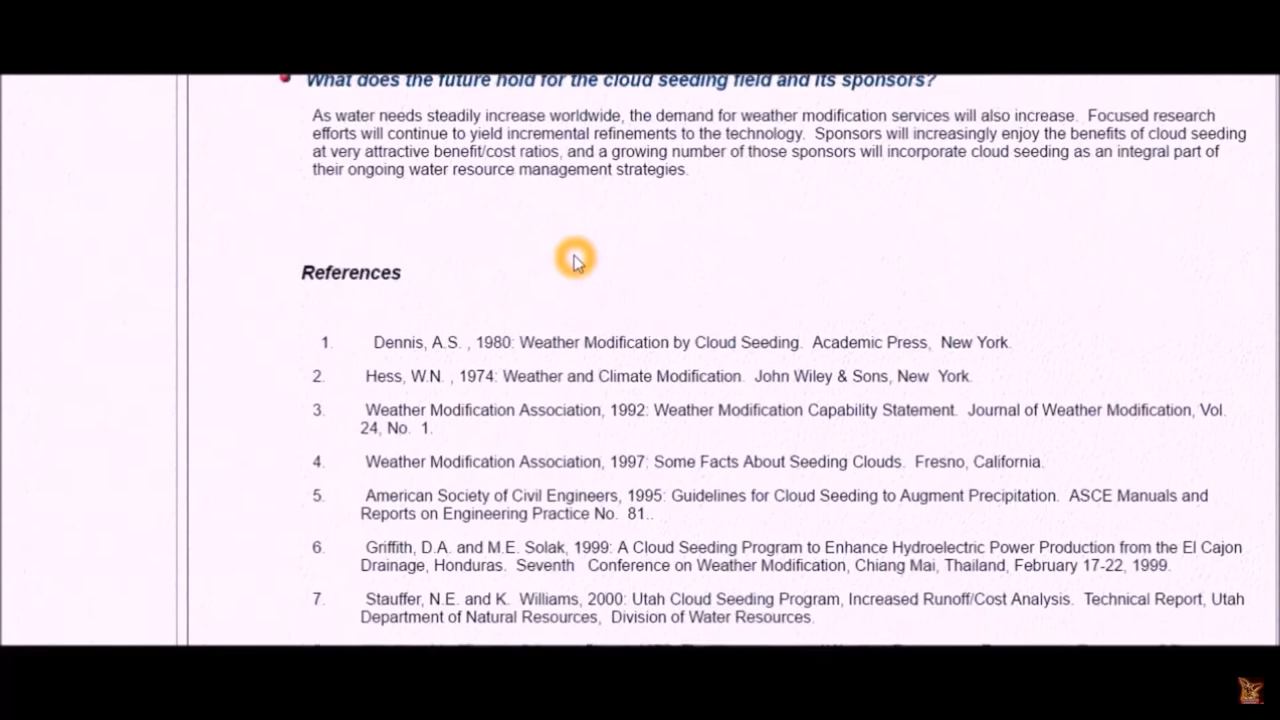 What does the future hold for the cloud seeding field and its sponsors?
As water needs steadily increase worldwide, the demand for weather modification services will also increase. Focused research
efforts will continue to yield incremental refinements to the technology. Sponsors will increasingly enjoy the benefits of cloud seeding
at very attractive benefit/cost ratios, and a growing number of those sponsors will incorporate cloud seeding as an integral part of
their ongoing water resource management strategies.
References
1. Dennis, A.S. , 1980: Weather Modification by Cloud Seeding. Academic Press, New York.
2. Hess, W.N. , 1974: Weather and Climate Modification. John Wiley & Sons, New York.
3. Weather Modification Association, 1992: Weather Modification Capability Statement. Journal of Weather Modification, Vol.
24, No. 1.
4. Weather Modification Association, 1997: Some Facts About Seeding Clouds. Fresno, California.
5. American Society of Civil Engineers, 1995: Guidelines for Cloud Seeding to Augment Precipitation. ASCE Manuals and
Reports on Engineering Practice No. 81..
6. Griffith, D.A. and M.E. Solak, 1999: A Cloud Seeding Program to Enhance Hydroelectric Power Production from the El Cajon
Drainage, Honduras. Seventh Conference on Weather Modification, Chiang Mai, Thailand, February 17-22, 1999.
7. Stauffer, N.E. and K. Williams, 2000: Utah Cloud Seeding Program, Increased Runoff/Cost Analysis. Technical Report, Utah
Department of Natural Resources, Division of Water Resources.